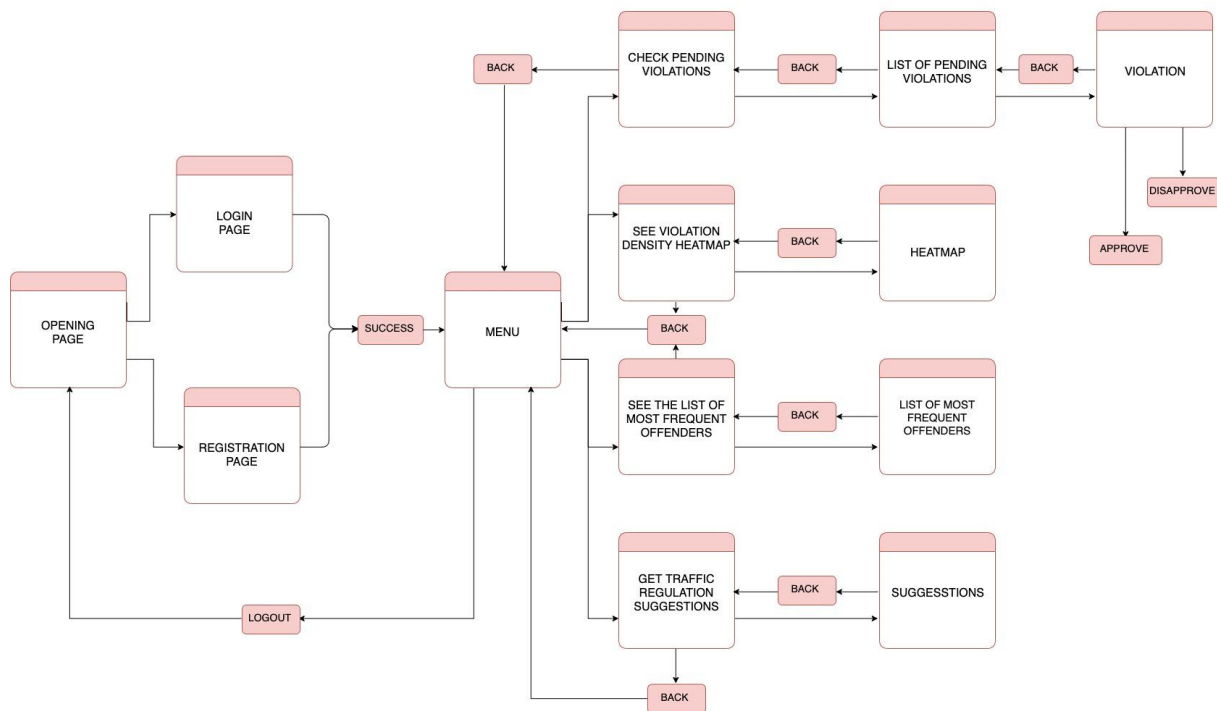 CHECK PENDING
VIOLATIONS
LIST OF PENDING
VIOLATIONS
VIOLATION
BACK
BACK
BACK
DISAPPROVE
APPROVE
LOGIN
PAGE
SEE VIOLATION
DENSITY HEATMAP
BACK
HEATMAP
OPENING
PAGE
SUCCESS
MENU
BACK
REGISTRATION
PAGE
SEE THE LIST OF
MOST FREQUENT
OFFENDERS
BACK
LIST OF MOST
FREQUENT
OFFENDERS
GET TRAFFIC
REGULATION
SUGGESTIONS
BACK
SUGGESSTIONS
LOGOUT
BACK